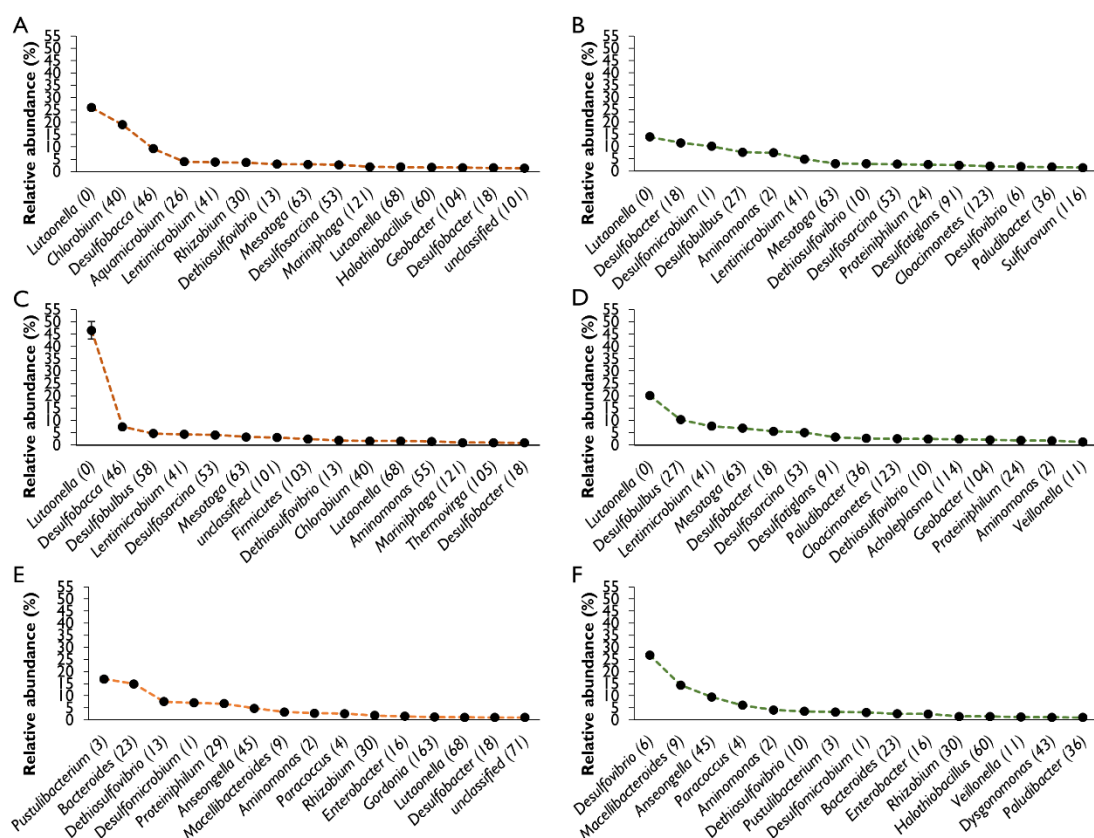 A
Relative abundance (%)
55
50
45
40
35
30
25
20
15
10
5
0
Lutaonella (0)
Chlorobium (40)
Desulfobacca (46)
Aquamicrobium (26)
Lentimicrobium (41)
Rhizobium (30)
Dethiosulfovibrio (13)
Mesotoga (63)
Desulfosarcina (53)
Mariniphaga (121)
Lutaonella (68)
Halothiobacillus (60)
Geobacter (104)
Desulfobacter (18)
unclassified (101)
B
Relative abundance (%)
55
50
45
40
35
30
25
20
15
10
5
0
Lutaonella (0)
Desulfobacter (18)
Desulfomicrobium (1)
Desulfobulbus (27)
Aminomonas (2)
Lentimicrobium (41)
Mesotoga (63)
Dethiosulfovibrio (10)
Desulfosarcina (53)
Proteiniphilum (24)
Desulfatiglans (91)
Cloacimonetes (123)
Desulfovibrio (6)
Paludibacter (36)
Sulfurovum (116)
C
Relative abundance (%)
55
50
45
40
35
30
25
20
15
10
5
0
Lutaonella (0)
Desulfobacca (46)
Desulfobulbus (58)
Lentimicrobium (41)
Desulfosarcina (53)
Mesotoga (63)
unclassified (101)
Firmicutes (103)
Dethiosulfovibrio (13)
Chlorobium (40)
Lutaonella (68)
Aminomonas (55)
Mariniphaga (121)
Thermovirga (105)
Desulfobacter (18)
D
Relative abundance (%)
55
50
45
40
35
30
25
20
15
10
5
0
Lutaonella (0)
Desulfobulbus (27)
Lentimicrobium (41)
Mesotoga (63)
Desulfobacter (18)
Desulfosarcina (53)
Desulfatiglans (91)
Paludibacter (36)
Cloacimonetes (123)
Dethiosulfovibrio (10)
Acholeplasma (114)
Geobacter (104)
Proteiniphilum (24)
Aminomonas (2)
Veillonella (11)
E
Relative abundance (%)
55
50
45
40
35
30
25
20
15
10
5
0
Pustulibacterium (3)
Bacteroides (23)
Dethiosulfovibrio (13)
Desulfomicrobium (1)
Proteiniphilum (29)
Anseongella (45)
Macellibacteroides (9)
Aminomonas (2)
Paracoccus (4)
Rhizobium (30)
Enterobacter (16)
Gordonia (163)
Lutaonella (68)
Desulfobacter (18)
unclassified (71)
F
Relative abundance (%)
55
50
45
40
35
30
25
20
15
10
5
0
Desulfovibrio (6)
Macellibacteroides (9)
Anseongella (45)
Paracoccus (4)
Aminomonas (2)
Dethiosulfovibrio (10)
Pustulibacterium (3)
Desulfomicrobium (1)
Bacteroides (23)
Enterobacter (16)
Rhizobium (30)
Halothiobacillus (60)
Veillonella (11)
Dysgonomonas (43)
Paludibacter (36)